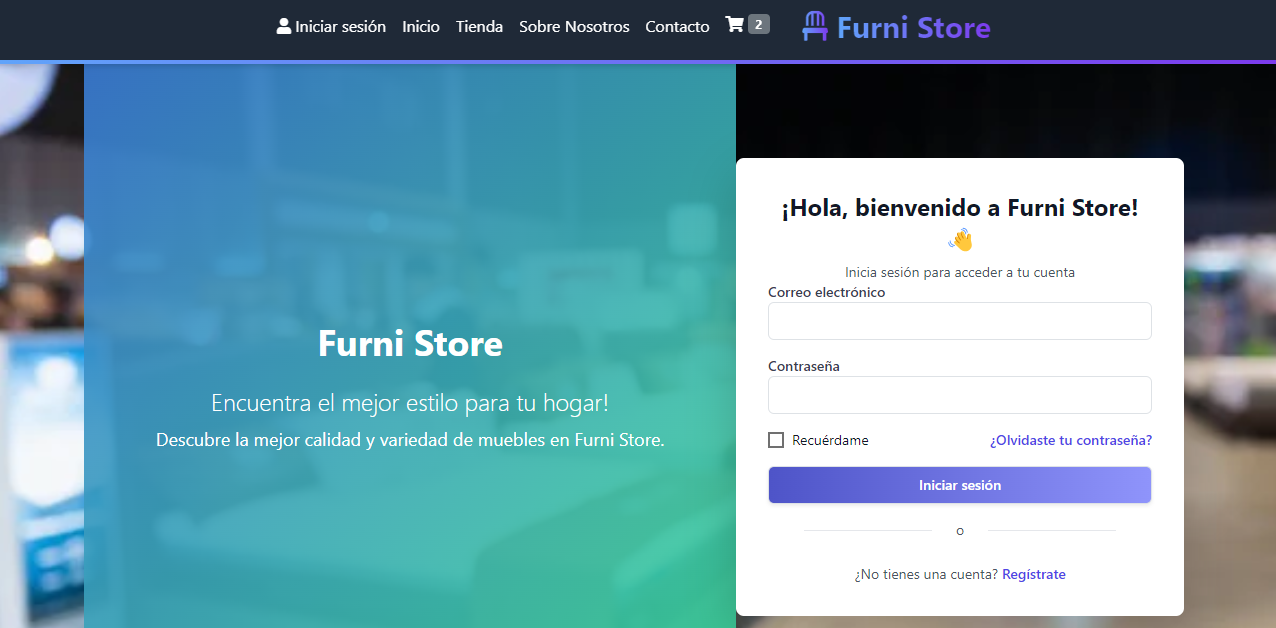 Iniciar sesión Inicio Tienda Sobre Nosotros Contacto 2 Furni Store
Furni Store
Encuentra el mejor estilo para tu hogar!
Descubre la mejor calidad y variedad de muebles en Furni Store.
¡Hola, bienvenido a Furni Store!
👋
Inicia sesión para acceder a tu cuenta
Correo electrónico
Contraseña
Recuérdame ¿Olvidaste tu contraseña?
Iniciar sesión
o
¿No tienes una cuenta? Regístrate